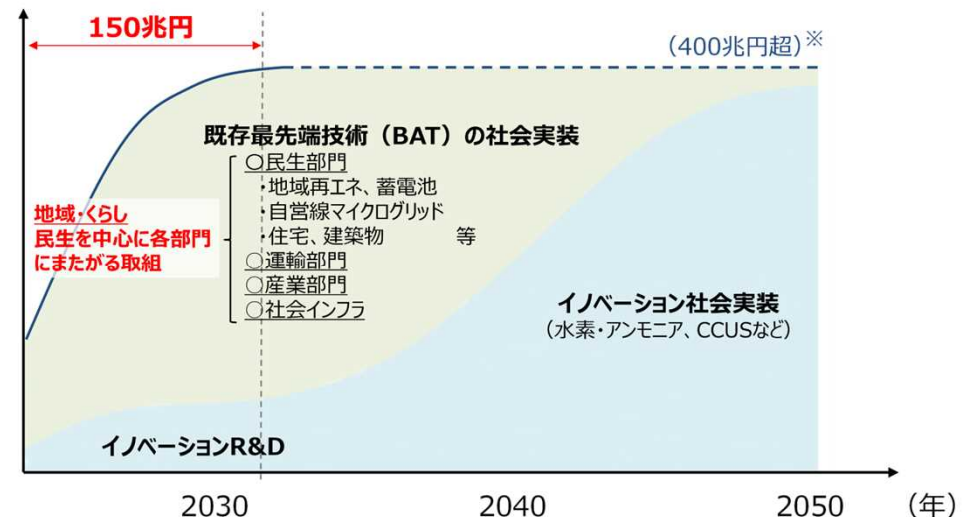 150兆円
(400兆円超)※
既存最先端技術（BAT）の社会実装
○民生部門
・地域再エネ、蓄電池
・自営線マイクログリッド
・住宅、建築物　　　等
○運輸部門
○産業部門
○社会インフラ
地域・くらし
民生を中心に各部門
にまたがる取組
イノベーション社会実装
（水素・アンモニア、CCUSなど）
イノベーションR&D
2030 2040 2050 （年）